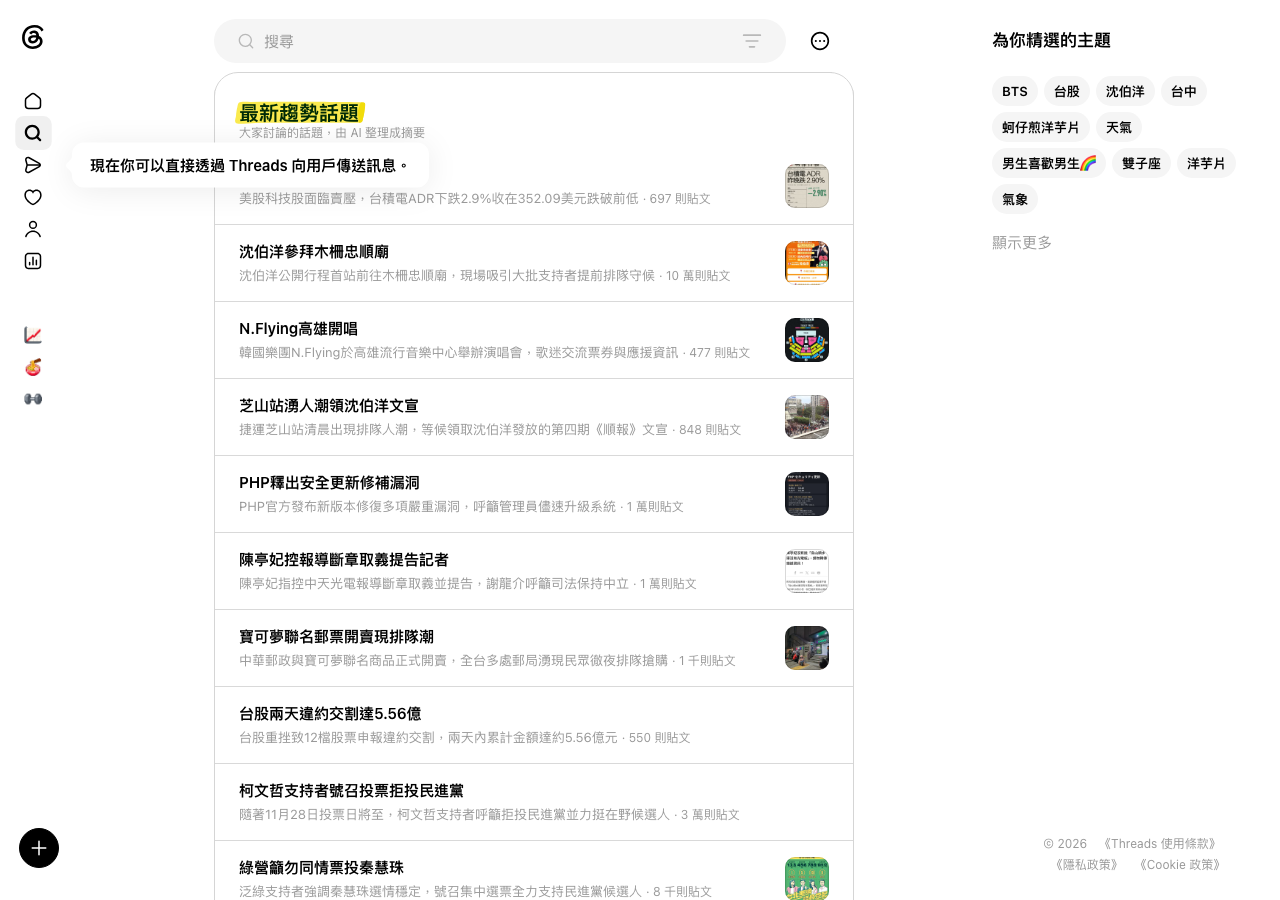 搜尋
最新趨勢話題
大家討論的話題，由 AI 整理成摘要
現在你可以直接透過 Threads 向用戶傳送訊息。
美股科技股面臨賣壓，台積電ADR下跌2.9%收在352.09美元跌破前低 · 697 則貼文
台積電 ADR
昨晚跌 2.90%
沈伯洋參拜木柵忠順廟
沈伯洋公開行程首站前往木柵忠順廟，現場吸引大批支持者提前排隊守候 · 10 萬則貼文
N.Flying高雄開唱
韓國樂團N.Flying於高雄流行音樂中心舉辦演唱會，歌迷交流票券與應援資訊 · 477 則貼文
芝山站湧人潮領沈伯洋文宣
捷運芝山站清晨出現排隊人潮，等候領取沈伯洋發放的第四期《順報》文宣 · 848 則貼文
PHP釋出安全更新修補漏洞
PHP官方發布新版本修復多項嚴重漏洞，呼籲管理員儘速升級系統 · 1 萬則貼文
陳亭妃控報導斷章取義提告記者
陳亭妃指控中天光電報導斷章取義並提告，謝龍介呼籲司法保持中立 · 1 萬則貼文
寶可夢聯名郵票開賣現排隊潮
中華郵政與寶可夢聯名商品正式開賣，全台多處郵局湧現民眾徹夜排隊搶購 · 1 千則貼文
台股兩天違約交割達5.56億
台股重挫致12檔股票申報違約交割，兩天內累計金額達約5.56億元 · 550 則貼文
柯文哲支持者號召投票拒投民進黨
隨著11月28日投票日將至，柯文哲支持者呼籲拒投民進黨並力挺在野候選人 · 3 萬則貼文
綠營籲勿同情票投秦慧珠
泛綠支持者強調秦慧珠選情穩定，號召集中選票全力支持民進黨候選人 · 8 千則貼文
為你精選的主題
BTS 台股 沈伯洋 台中
蚵仔煎洋芋片 天氣
男生喜歡男生🌈 雙子座 洋芋片
氣象
顯示更多
© 2026 《Threads 使用條款》
《隱私政策》 《Cookie 政策》